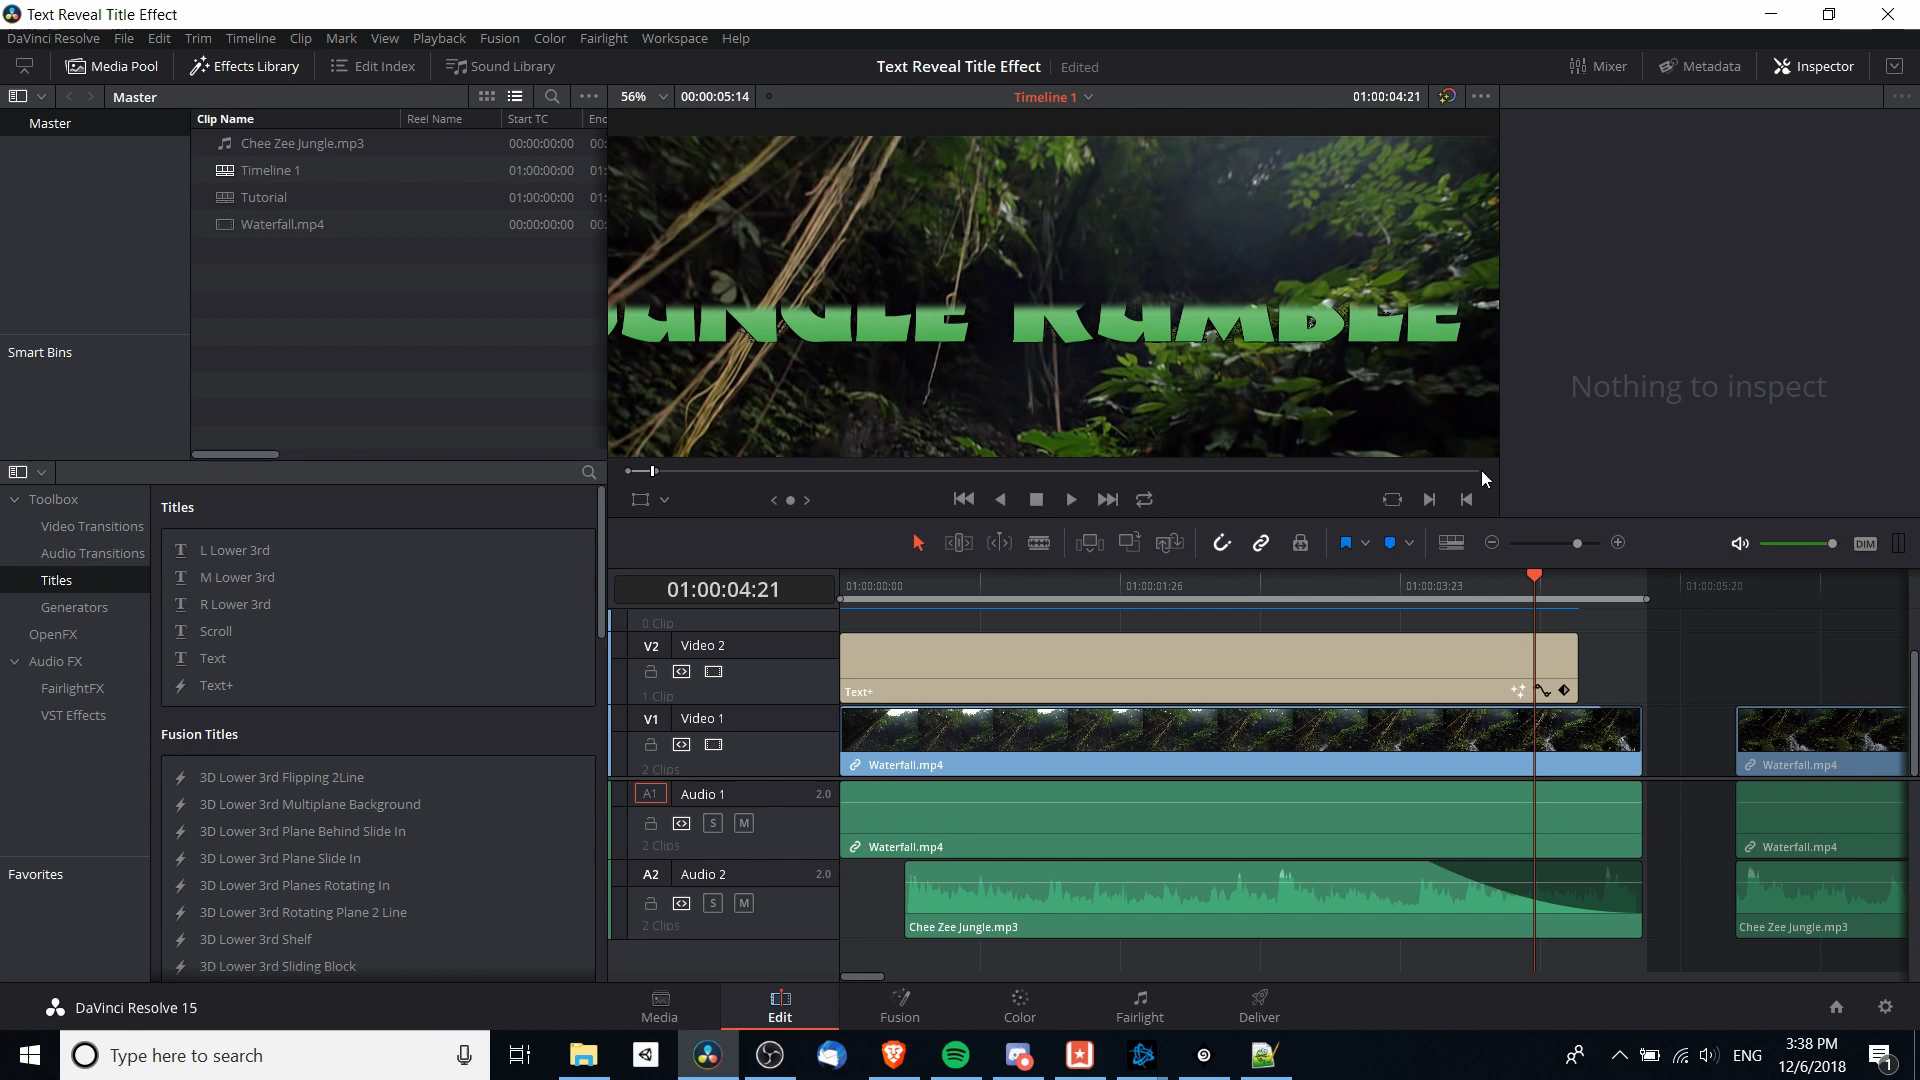 Text Reveal Title Effect
DaVinci Resolve File Edit Trim Timeline Clip Mark View Playback Fusion Color Fairlight Workspace Help
Media Pool Effects Library Edit Index Sound Library Text Reveal Title Effect Edited Mixer Metadata Inspector
Master 56% 00:00:05:14 Timeline 1 01:00:04:21
Master
Clip Name Reel Name Start TC Enc
Chee Zee Jungle.mp3 00:00:00:00 00:
Timeline 1 01:00:00:00 01:
Tutorial 01:00:00:00 01:
Waterfall.mp4 00:00:00:00 00:
JUNGLE RUMBLE
Smart Bins
Nothing to inspect
Toolbox
Video Transitions
Audio Transitions
Titles
Generators
OpenFX
Audio FX
FairlightFX
VST Effects
Favorites
Titles
L Lower 3rd
M Lower 3rd
R Lower 3rd
Scroll
Text
Text+
Fusion Titles
3D Lower 3rd Flipping 2Line
3D Lower 3rd Multiplane Background
3D Lower 3rd Plane Behind Slide In
3D Lower 3rd Plane Slide In
3D Lower 3rd Planes Rotating In
3D Lower 3rd Rotating Plane 2 Line
3D Lower 3rd Shelf
3D Lower 3rd Sliding Block
DIM
01:00:04:21 01:00:00:00 01:00:01:26 01:00:03:23 01:00:05:20
0 Clip
V2 Video 2
1 Clip
Text+
V1 Video 1
2 Clips
Waterfall.mp4 Waterfall.mp4
A1 Audio 1 2.0
S M
2 Clips
Waterfall.mp4 Waterfall.mp4
A2 Audio 2 2.0
S M
2 Clips
Chee Zee Jungle.mp3 Chee Zee Jungle.mp3
DaVinci Resolve 15 Media Edit Fusion Color Fairlight Deliver
Type here to search ENG 3:38 PM
12/6/2018 1